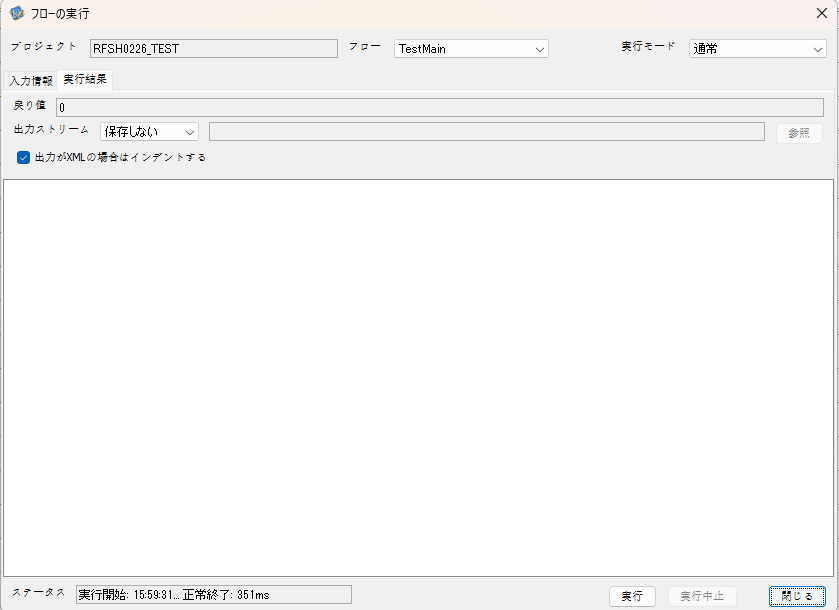 フローの実行
プロジェクト RFSH0226_TEST フロー TestMain 実行モード 通常
入力情報 実行結果
戻り値 0
出力ストリーム 保存しない 参照
出力がXMLの場合はインデントする
ステータス 実行開始: 15:59:31... 正常終了: 351ms 実行 実行中止 閉じる